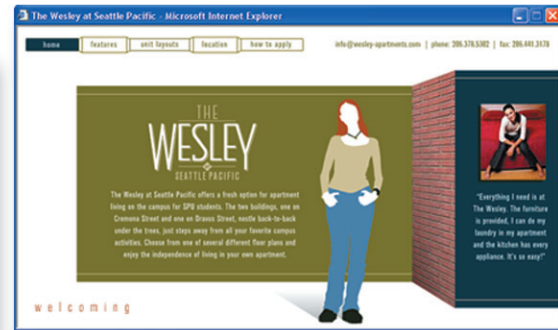 The Wesley at Seattle Pacific - Microsoft Internet Explorer
home features unit layouts location how to apply
info@wesley-apartments.com | phone: 206.378.5302 | fax: 206.441.3178
THE
WESLEY
AT
SEATTLE PACIFIC
The Wesley at Seattle Pacific offers a fresh option for apartment
living on the campus for SPU students. The two buildings, one on
Cremona Street and one on Dravus Street, nestle back-to-back
under the trees, just steps away from all your favorite campus
activities. Choose from one of several different floor plans and
enjoy the independence of living in your own apartment.
"Everything I need is at
The Wesley. The furniture
is provided, I can do my
laundry in my apartment
and the kitchen has every
appliance. It's so easy!"
welcoming